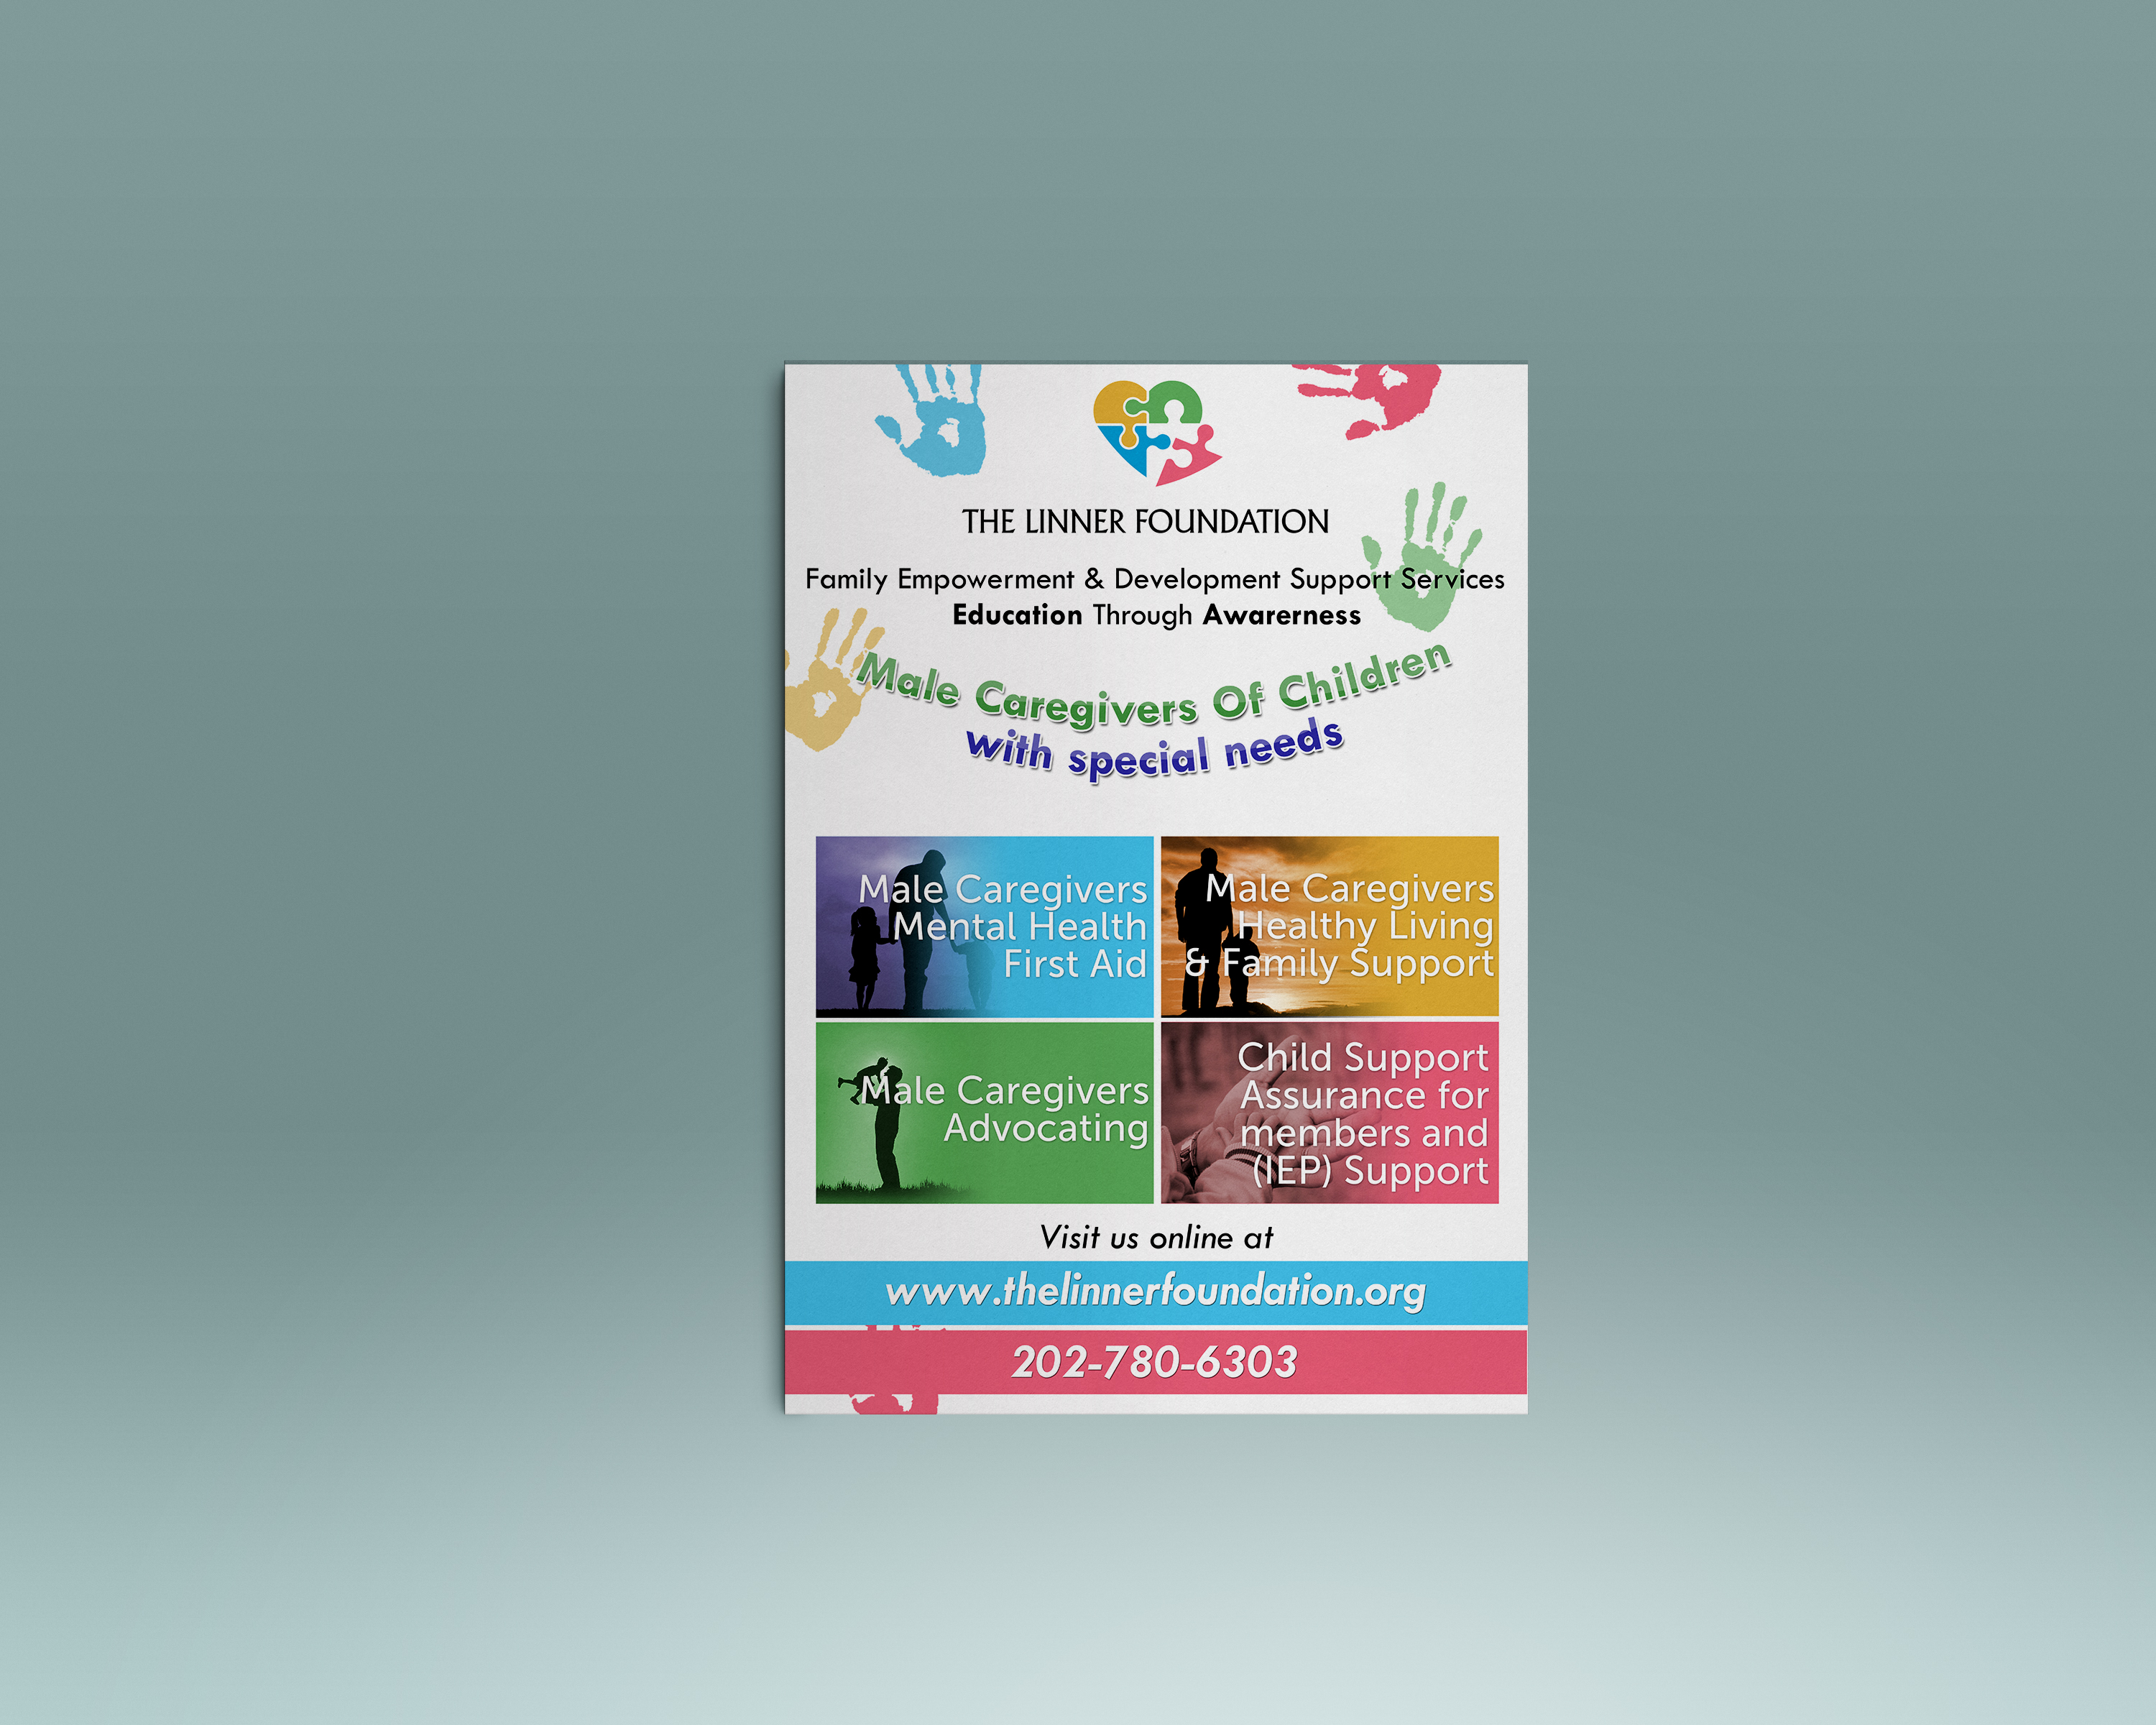 THE LINNER FOUNDATION
Family Empowerment & Development Support Services
Education Through Awarerness
Male Caregivers Of Children
with special needs
Male Caregivers
Mental Health
First Aid
Male Caregivers
Healthy Living
& Family Support
Male Caregivers
Advocating
Child Support
Assurance for
members and
(IEP) Support
Visit us online at
www.thelinnerfoundation.org
202-780-6303